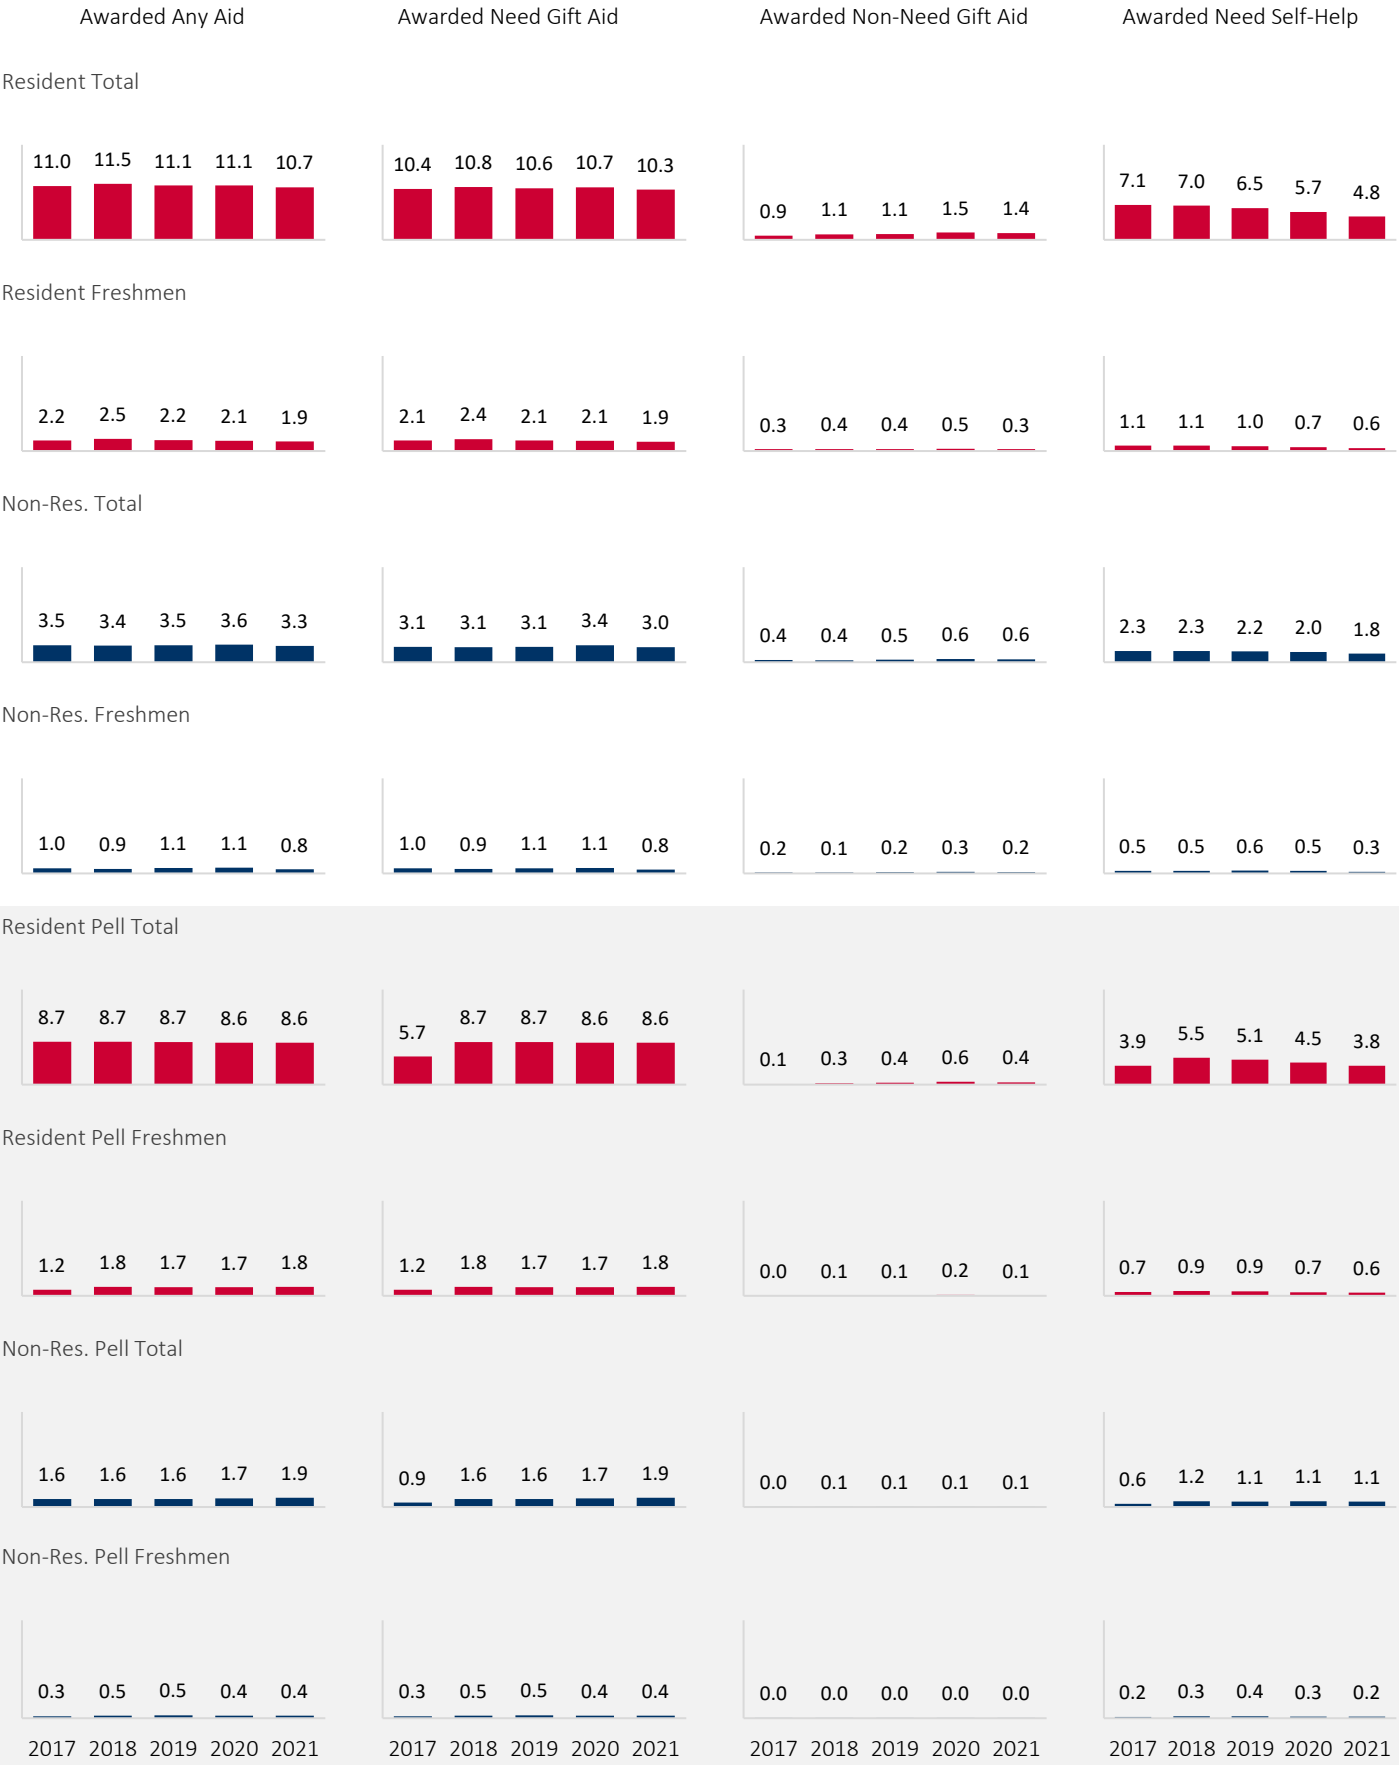 Awarded Any Aid Awarded Need Gift Aid Awarded Non-Need Gift Aid Awarded Need Self-Help
Resident Total
11.0 11.5 11.1 11.1 10.7 10.4 10.8 10.6 10.7 10.3 0.9 1.1 1.1 1.5 1.4 7.1 7.0 6.5 5.7 4.8
Resident Freshmen
2.2 2.5 2.2 2.1 1.9 2.1 2.4 2.1 2.1 1.9 0.3 0.4 0.4 0.5 0.3 1.1 1.1 1.0 0.7 0.6
Non-Res. Total
3.5 3.4 3.5 3.6 3.3 3.1 3.1 3.1 3.4 3.0 0.4 0.4 0.5 0.6 0.6 2.3 2.3 2.2 2.0 1.8
Non-Res. Freshmen
1.0 0.9 1.1 1.1 0.8 1.0 0.9 1.1 1.1 0.8 0.2 0.1 0.2 0.3 0.2 0.5 0.5 0.6 0.5 0.3
Resident Pell Total
8.7 8.7 8.7 8.6 8.6 5.7 8.7 8.7 8.6 8.6 0.1 0.3 0.4 0.6 0.4 3.9 5.5 5.1 4.5 3.8
Resident Pell Freshmen
1.2 1.8 1.7 1.7 1.8 1.2 1.8 1.7 1.7 1.8 0.0 0.1 0.1 0.2 0.1 0.7 0.9 0.9 0.7 0.6
Non-Res. Pell Total
1.6 1.6 1.6 1.7 1.9 0.9 1.6 1.6 1.7 1.9 0.0 0.1 0.1 0.1 0.1 0.6 1.2 1.1 1.1 1.1
Non-Res. Pell Freshmen
0.3 0.5 0.5 0.4 0.4 0.3 0.5 0.5 0.4 0.4 0.0 0.0 0.0 0.0 0.0 0.2 0.3 0.4 0.3 0.2
2017 2018 2019 2020 2021 2017 2018 2019 2020 2021 2017 2018 2019 2020 2021 2017 2018 2019 2020 2021